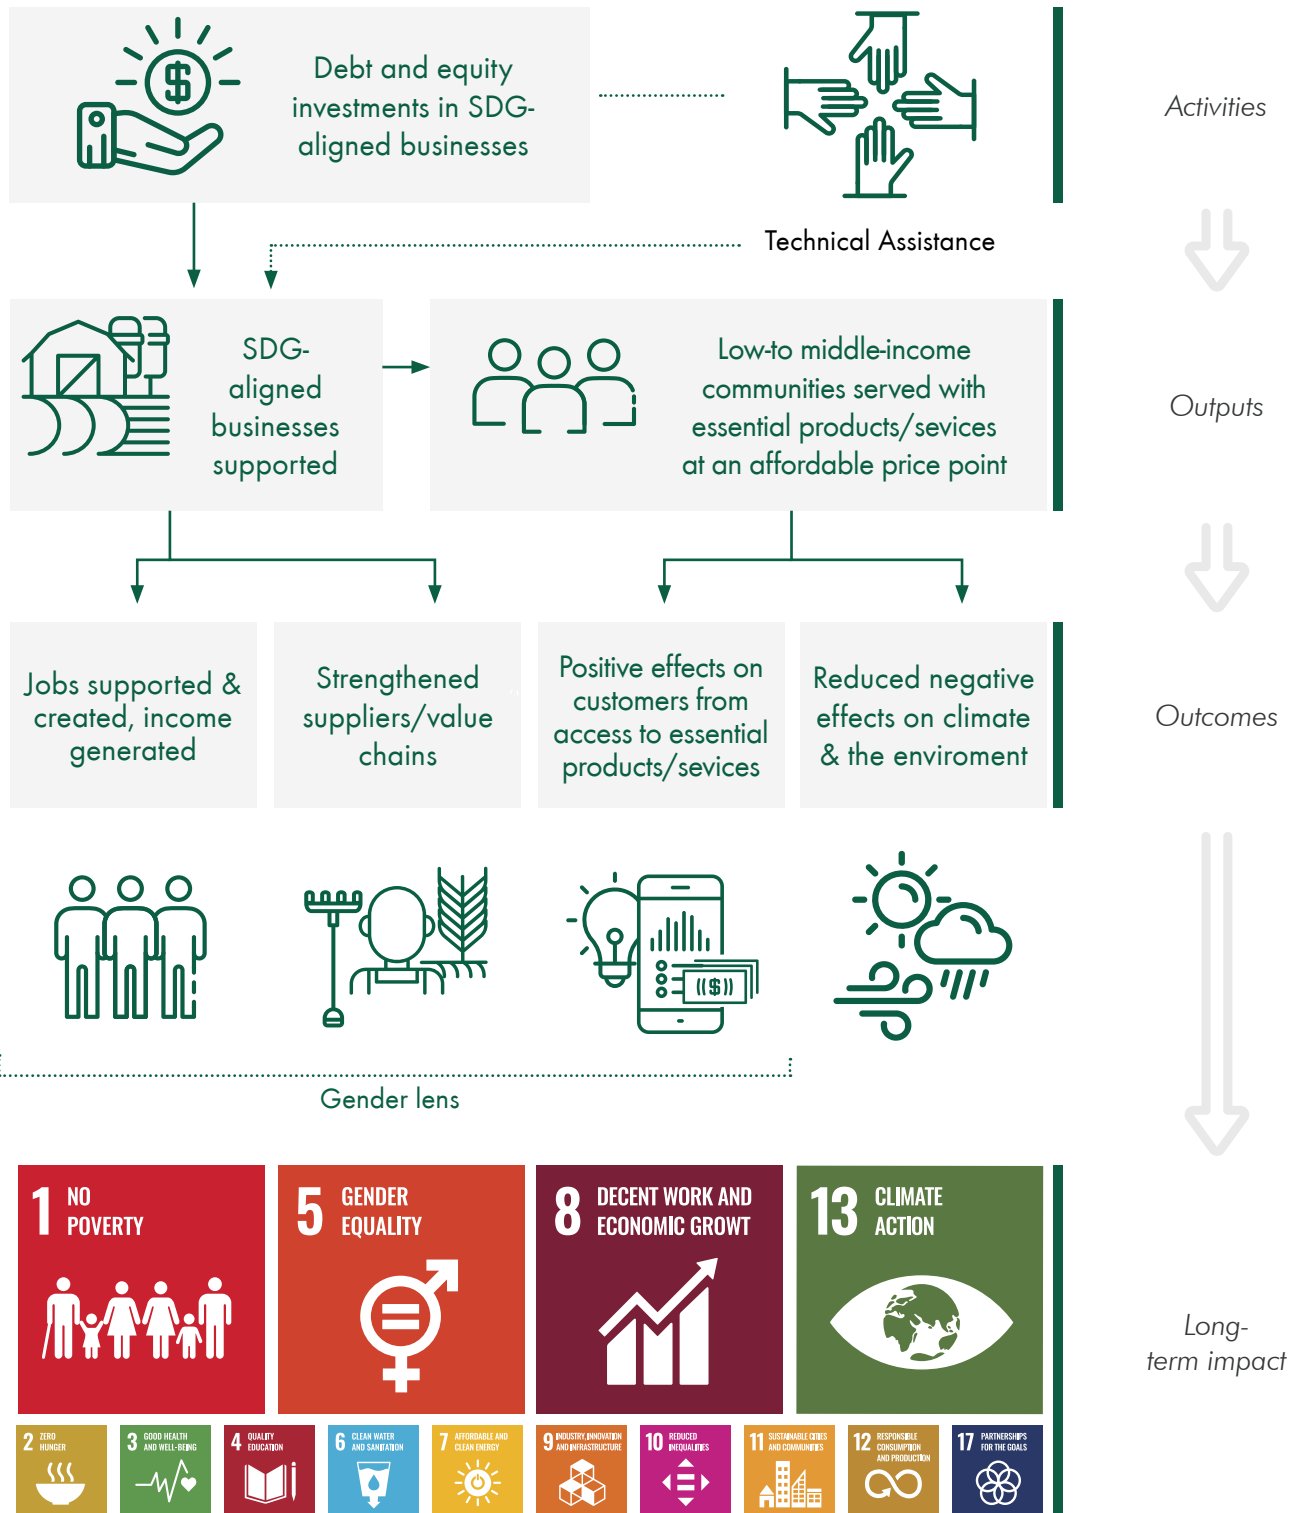 Debt and equity
investments in SDG-
aligned businesses
Activities
Technical Assistance
SDG-
aligned
businesses
supported
Low-to middle-income
communities served with
essential products/sevices
at an affordable price point
Outputs
Jobs supported &
created, income
generated
Strengthened
suppliers/value
chains
Positive effects on
customers from
access to essential
products/sevices
Reduced negative
effects on climate
& the enviroment
Outcomes
(($))
Gender lens
1 NO
POVERTY
5 GENDER
EQUALITY
8 DECENT WORK AND
ECONOMIC GROWT
13 CLIMATE
ACTION
Long-
term impact
2 ZERO
HUNGER
3 GOOD HEALTH
AND WELL-BEING
4 QUALITY
EDUCATION
6 CLEAN WATER
AND SANITATION
7 AFFORDABLE AND
CLEAN ENERGY
9 INDUSTRY, INNOVATION
AND INFRASTRUCTURE
10 REDUCED
INEQUALITIES
11 SUSTAINABLE CITIES
AND COMMUNITIES
12 RESPONSIBLE
CONSUMPTION
AND PRODUCTION
17 PARTNERSHIPS
FOR THE GOALS